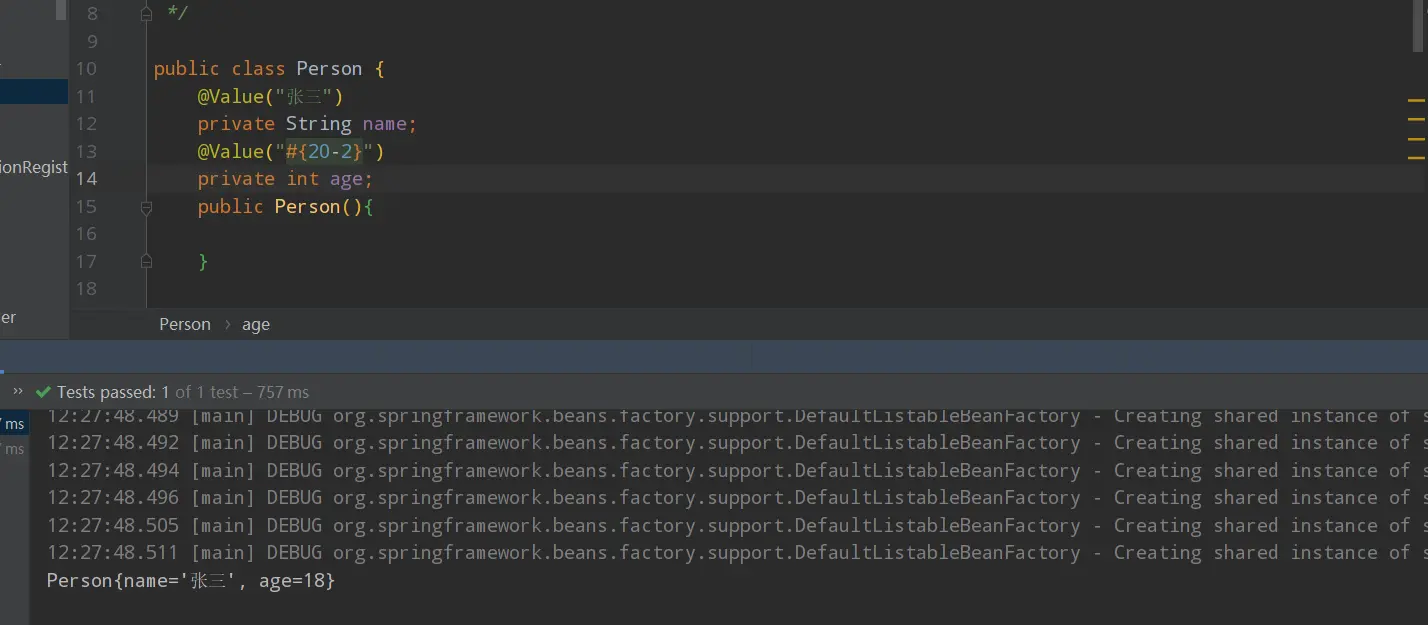 8 */
9
10 public class Person {
11 @Value("张三")
12 private String name;
13 @Value("#{20-2}")
ionRegist
14 private int age;
15 public Person(){
16
17 }
18
er
Person › age
» ✔ Tests passed: 1 of 1 test – 757 ms
12:27:48.489 [main] DEBUG org.springframework.beans.factory.support.DefaultListableBeanFactory - Creating shared instance of s
ms
12:27:48.492 [main] DEBUG org.springframework.beans.factory.support.DefaultListableBeanFactory - Creating shared instance of s
ms
12:27:48.494 [main] DEBUG org.springframework.beans.factory.support.DefaultListableBeanFactory - Creating shared instance of s
12:27:48.496 [main] DEBUG org.springframework.beans.factory.support.DefaultListableBeanFactory - Creating shared instance of s
12:27:48.505 [main] DEBUG org.springframework.beans.factory.support.DefaultListableBeanFactory - Creating shared instance of s
12:27:48.511 [main] DEBUG org.springframework.beans.factory.support.DefaultListableBeanFactory - Creating shared instance of s
Person{name='张三', age=18}